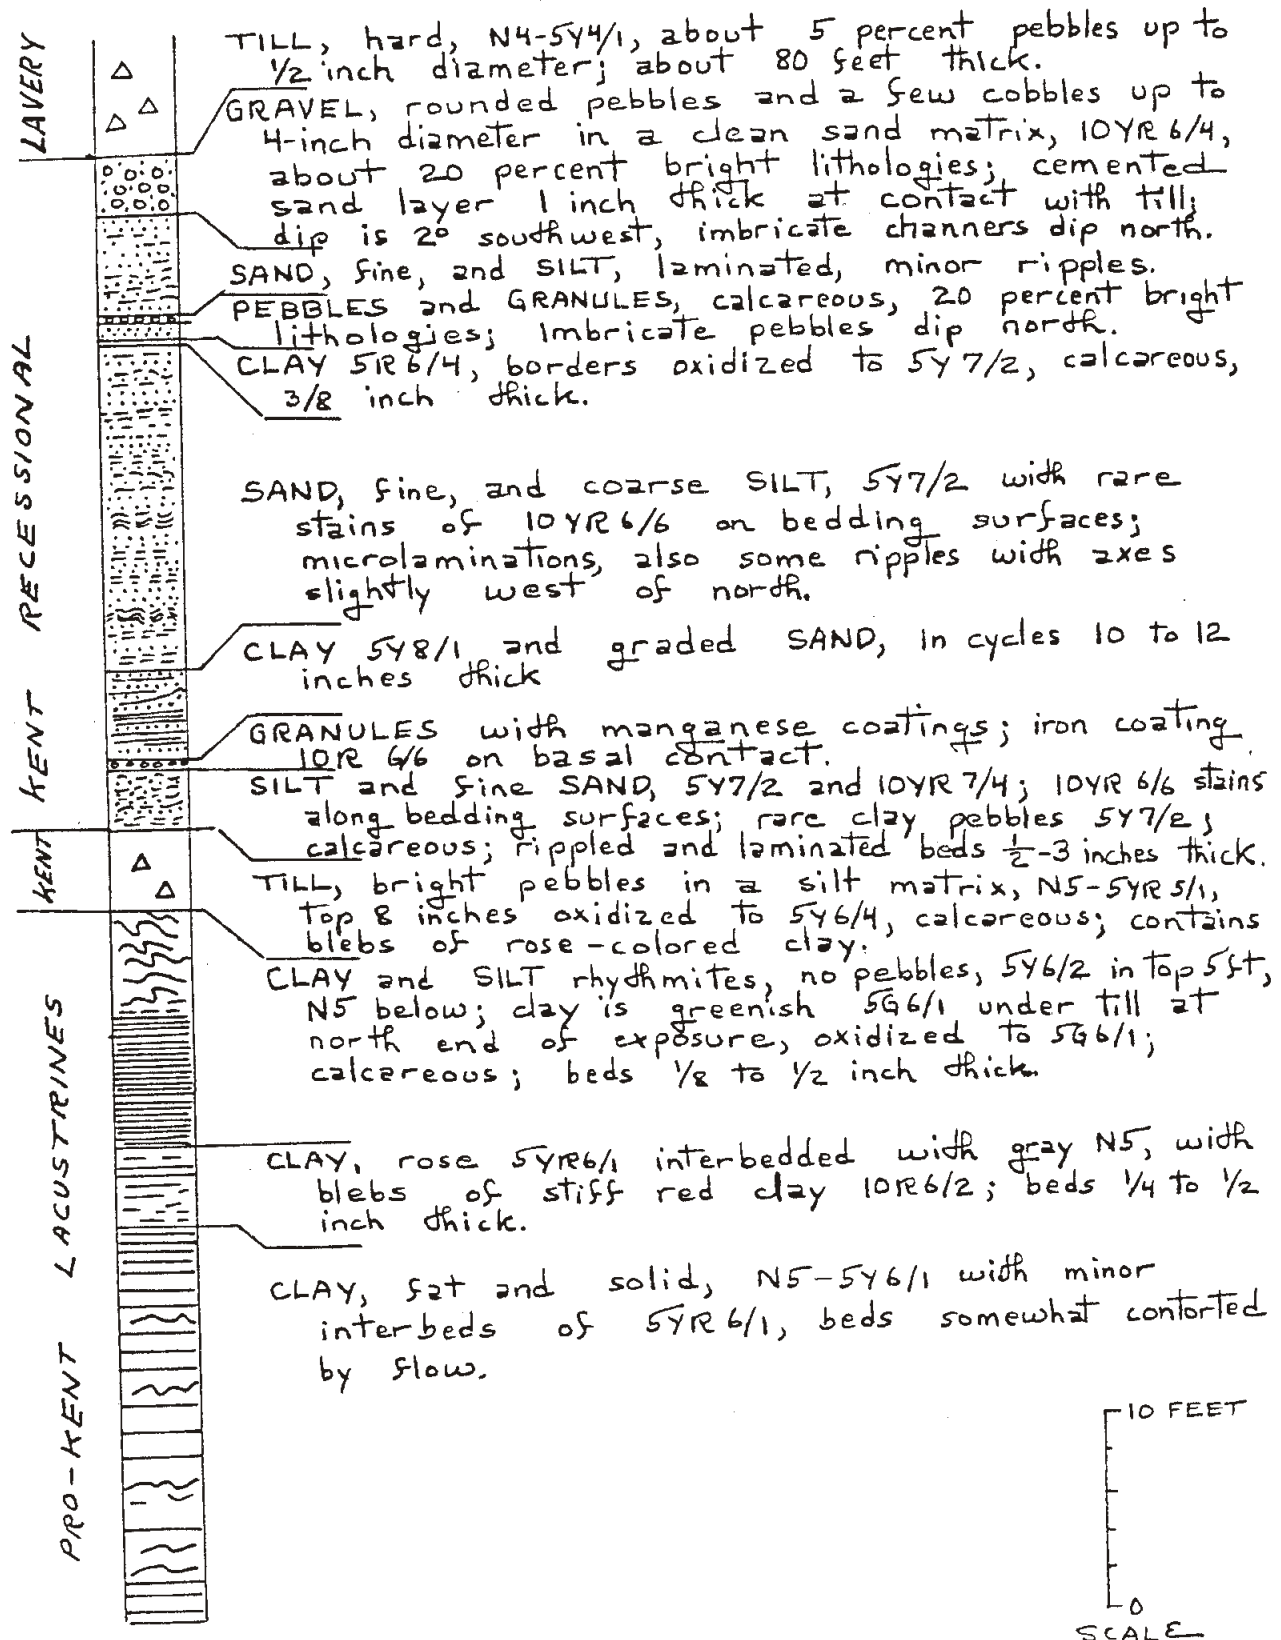 LAVERY
TILL, hard, N4-5Y4/1, about 5 percent pebbles up to
1/2 inch diameter; about 80 feet thick.
GRAVEL, rounded pebbles and a few cobbles up to
4-inch diameter in a clean sand matrix, 10YR 6/4,
about 20 percent bright lithologies; cemented
sand layer 1 inch thick at contact with till;
dip is 2° southwest, imbricate channers dip north.
SAND, fine, and SILT, laminated, minor ripples.
PEBBLES and GRANULES, calcareous, 20 percent bright
lithologies; Imbricate pebbles dip north.
CLAY 5R6/4, borders oxidized to 5Y 7/2, calcareous,
3/8 inch thick.
KENT RECESSIONAL
SAND, fine, and coarse SILT, 5Y7/2 with rare
stains of 10YR6/6 on bedding surfaces;
microlaminations, also some ripples with axes
slightly west of north.
CLAY 5Y8/1 and graded SAND, In cycles 10 to 12
inches thick
GRANULES with manganese coatings; iron coating
10R 6/6 on basal contact.
SILT and fine SAND, 5Y7/2 and 10YR 7/4; 10YR 6/6 stains
along bedding surfaces; rare clay pebbles 5Y7/2;
calcareous; rippled and laminated beds 1/2-3 inches thick.
KENT
TILL, bright pebbles in a silt matrix, N5-5YR5/1,
Top 8 inches oxidized to 5Y6/4, calcareous; contains
blebs of rose-colored clay.
CLAY and SILT rhythmites, no pebbles, 5Y6/2 in top 5ft,
N5 below; clay is greenish 5G6/1 under till at
north end of exposure, oxidized to 5G6/1;
calcareous; beds 1/8 to 1/2 inch thick.
PRO-KENT LACUSTRINES
CLAY, rose 5YR6/1 interbedded with gray N5, with
blebs of stiff red clay 10R6/2; beds 1/4 to 1/2
inch thick.
CLAY, fat and solid, N5-5Y6/1 with minor
interbeds of 5YR6/1, beds somewhat contorted
by flow.
10 FEET
0
SCALE